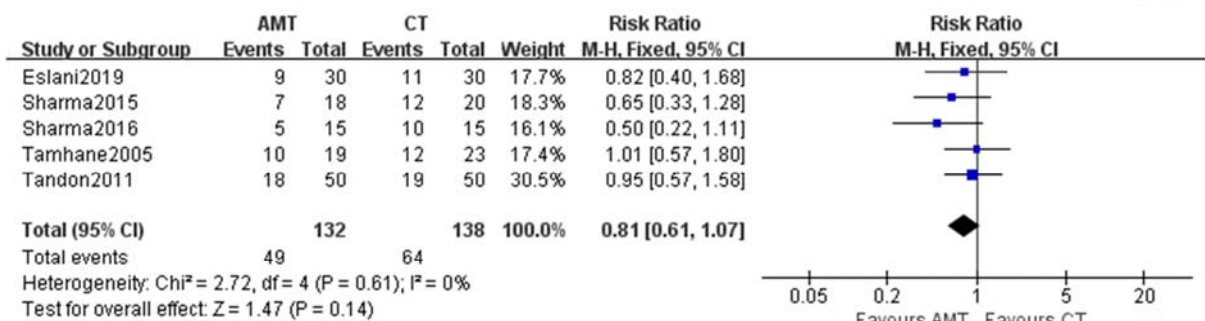 AMT CT Risk Ratio Risk Ratio
Study or Subgroup Events Total Events Total Weight M-H, Fixed, 95% CI M-H, Fixed, 95% CI
Eslani2019 9 30 11 30 17.7% 0.82 [0.40, 1.68]
Sharma2015 7 18 12 20 18.3% 0.65 [0.33, 1.28]
Sharma2016 5 15 10 15 16.1% 0.50 [0.22, 1.11]
Tamhane2005 10 19 12 23 17.4% 1.01 [0.57, 1.80]
Tandon2011 18 50 19 50 30.5% 0.95 [0.57, 1.58]
Total (95% CI) 132 138 100.0% 0.81 [0.61, 1.07]
Total events 49 64
Heterogeneity: Chi² = 2.72, df = 4 (P = 0.61); I² = 0%
Test for overall effect: Z = 1.47 (P = 0.14)
0.05 0.2 1 5 20
Favours AMT Favours CT